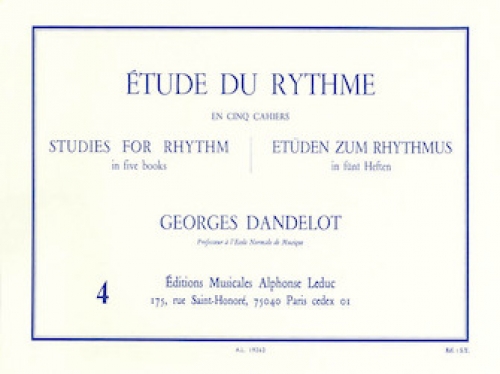 ÉTUDE DU RYTHME
EN CINQ CAHIERS
STUDIES FOR RHYTHM
in five books
ETÜDEN ZUM RHYTHMUS
in fünf Heften
GEORGES DANDELOT
Professeur à l'Ecole Normale de Musique
4
Éditions Musicales Alphonse Leduc
175, rue Saint-Honoré, 75040 Paris cedex 01